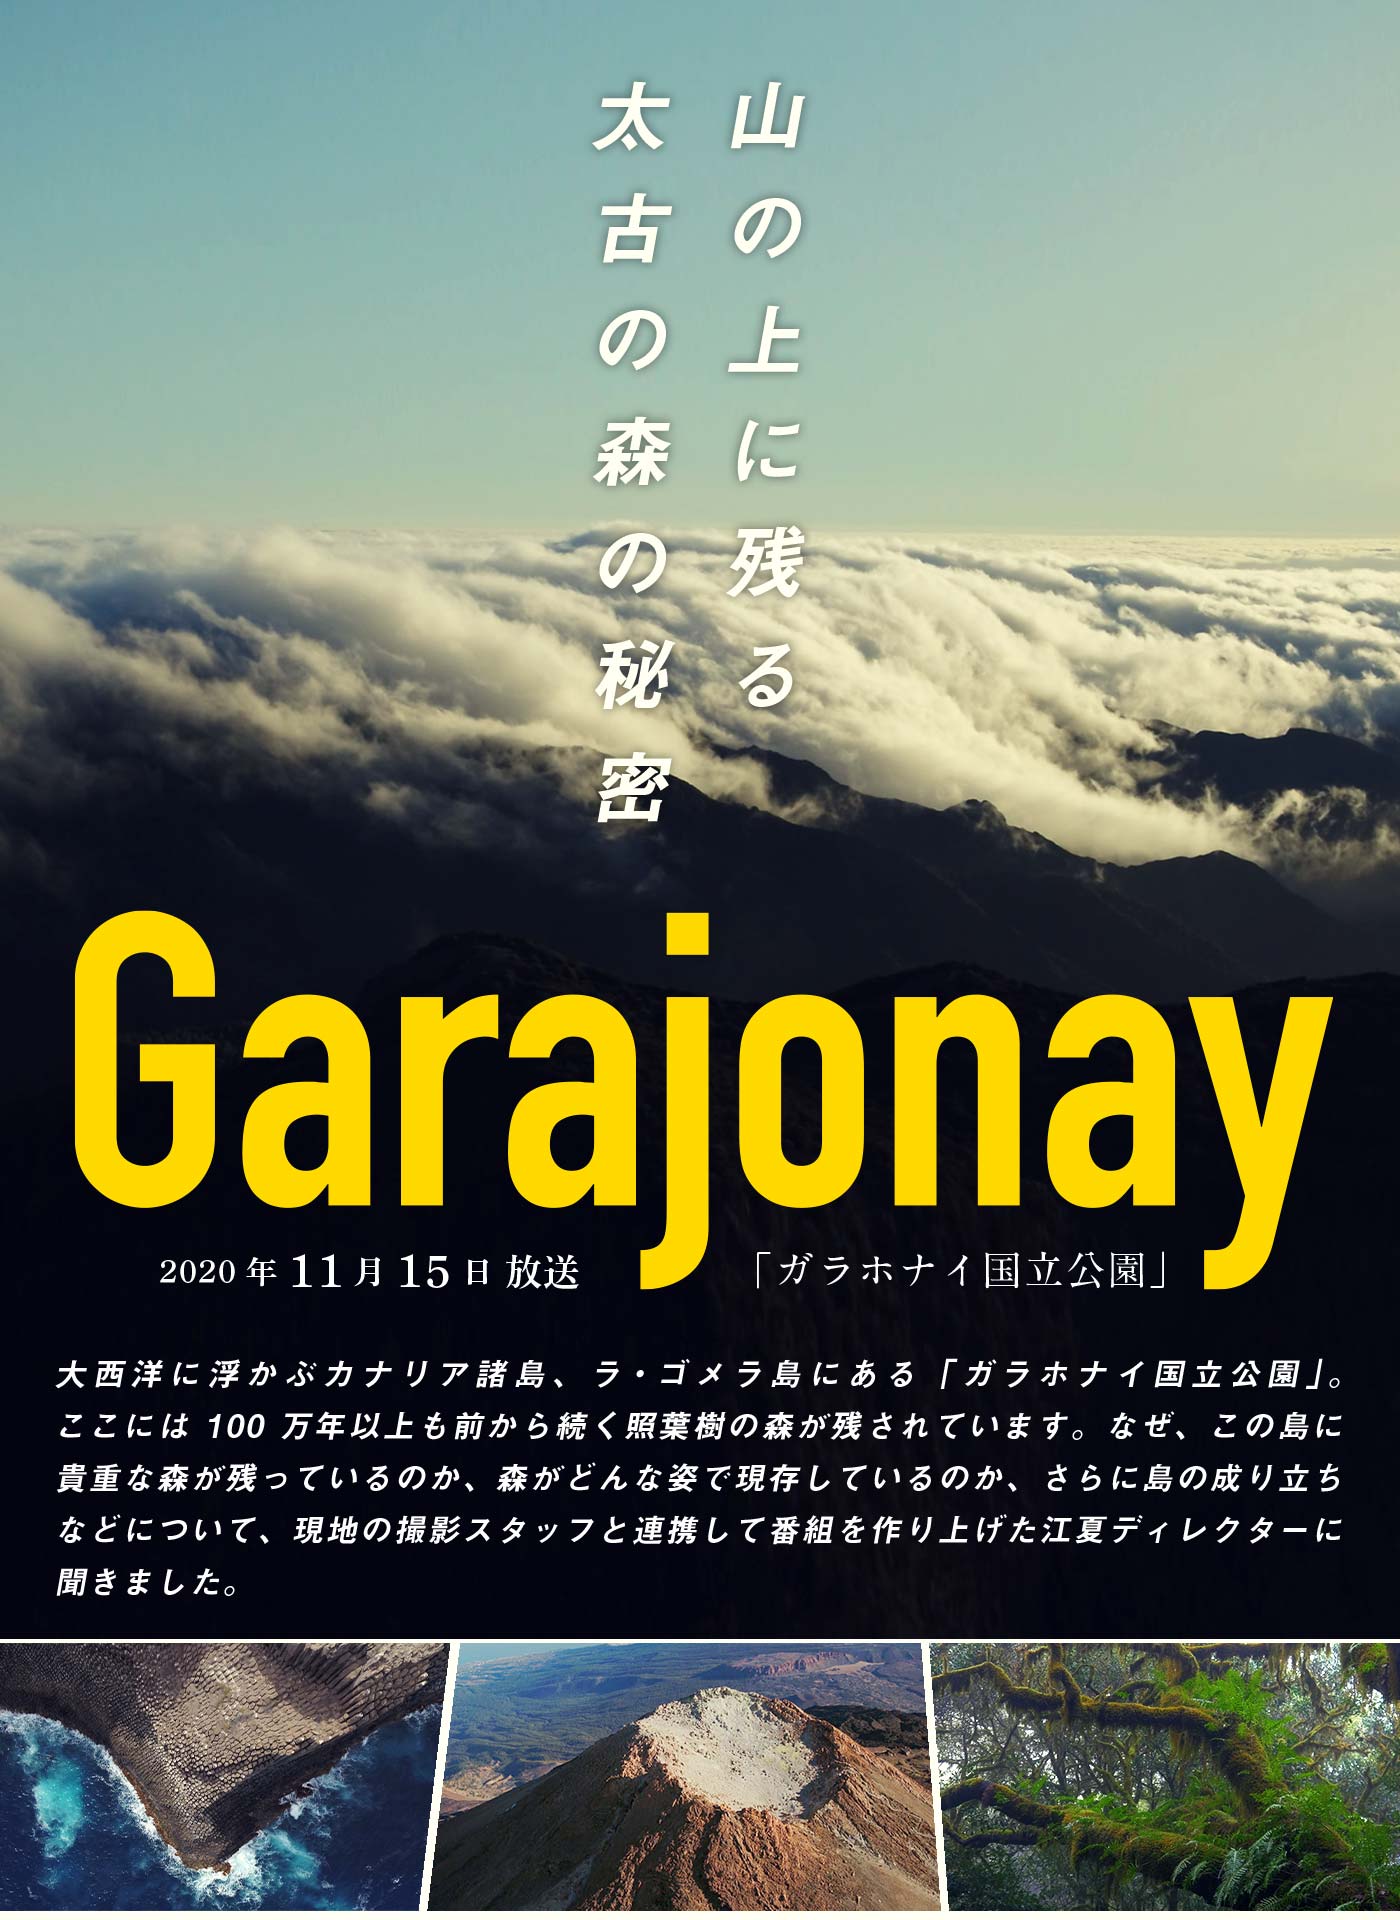 山の上に残る
太古の森の秘密
Garajonay
2020年11月15日放送
「ガラホナイ国立公園」
大西洋に浮かぶカナリア諸島、ラ・ゴメラ島にある「ガラホナイ国立公園」。
ここには 100 万年以上も前から続く照葉樹の森が残されています。なぜ、この島に
貴重な森が残っているのか、森がどんな姿で現存しているのか、さらに島の成り立ち
などについて、現地の撮影スタッフと連携して番組を作り上げた江夏ディレクターに
聞きました。